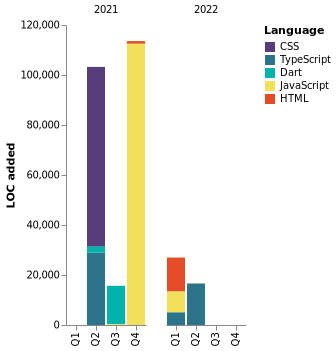 2021
2022
Language
CSS
TypeScript
Dart
JavaScript
HTML
LOC added
120,000
100,000
80,000
60,000
40,000
20,000
0
Q1
Q2
Q3
Q4
Q1
Q2
Q3
Q4